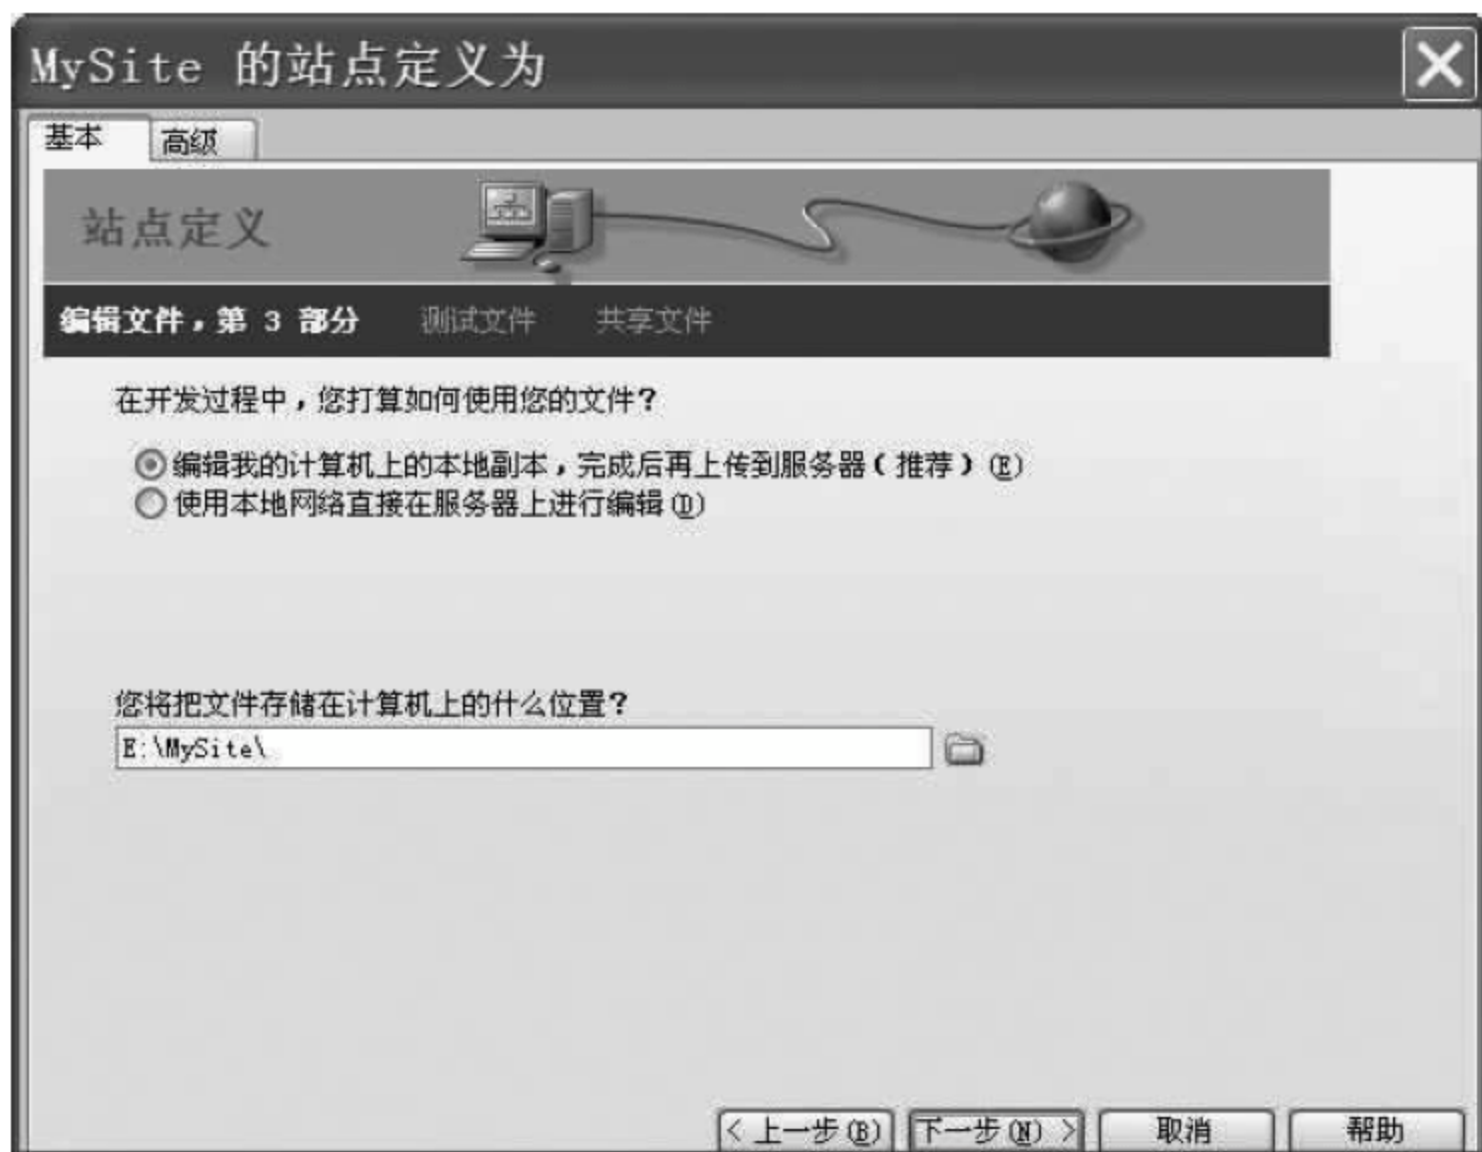 MySite 的站点定义为
基本 高级
站点定义
编辑文件，第 3 部分 测试文件 共享文件
在开发过程中，您打算如何使用您的文件？
编辑我的计算机上的本地副本，完成后再上传到服务器（推荐）(E)
使用本地网络直接在服务器上进行编辑(D)
您将把文件存储在计算机上的什么位置？
E:\MySite\
< 上一步(B) 下一步(N) > 取消 帮助